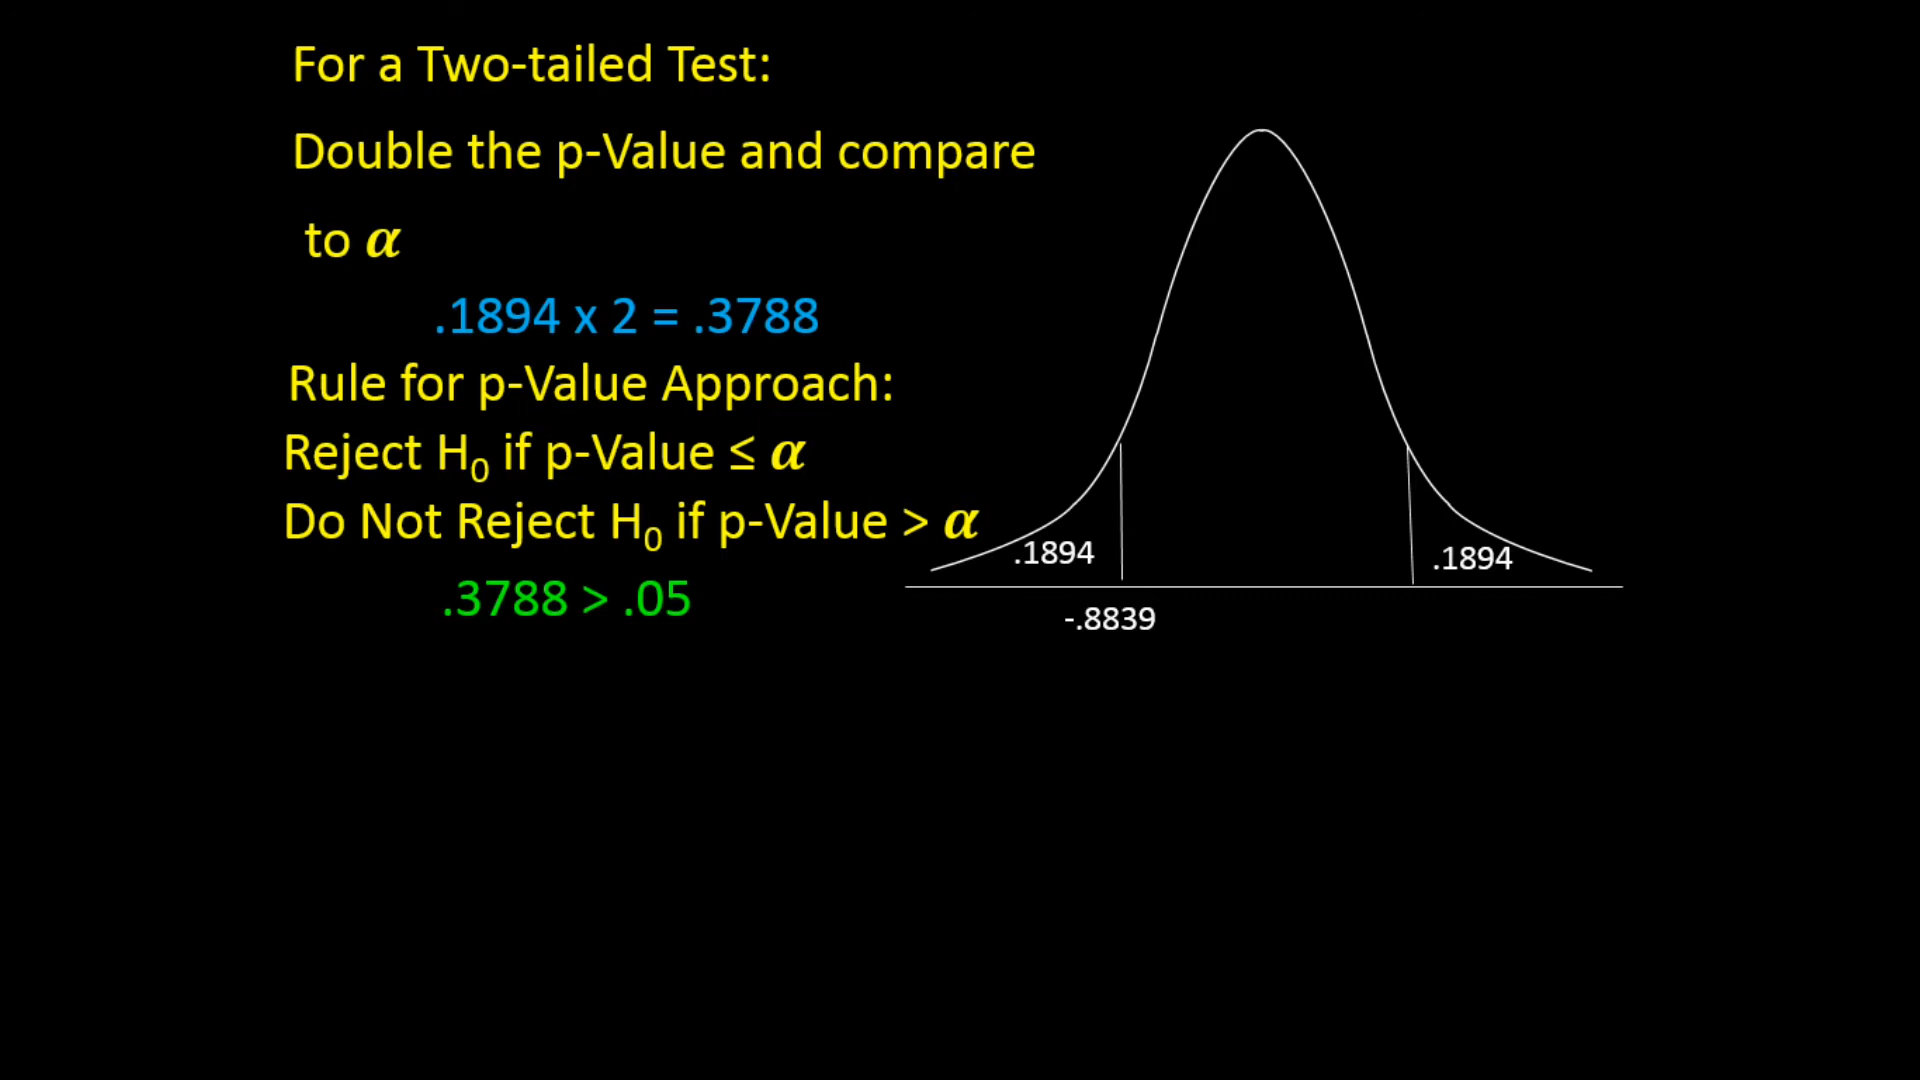 For a Two-tailed Test:
Double the p-Value and compare
to α
.1894 x 2 = .3788
Rule for p-Value Approach:
Reject H₀ if p-Value ≤ α
Do Not Reject H₀ if p-Value > α
.3788 > .05
.1894
.1894
-.8839